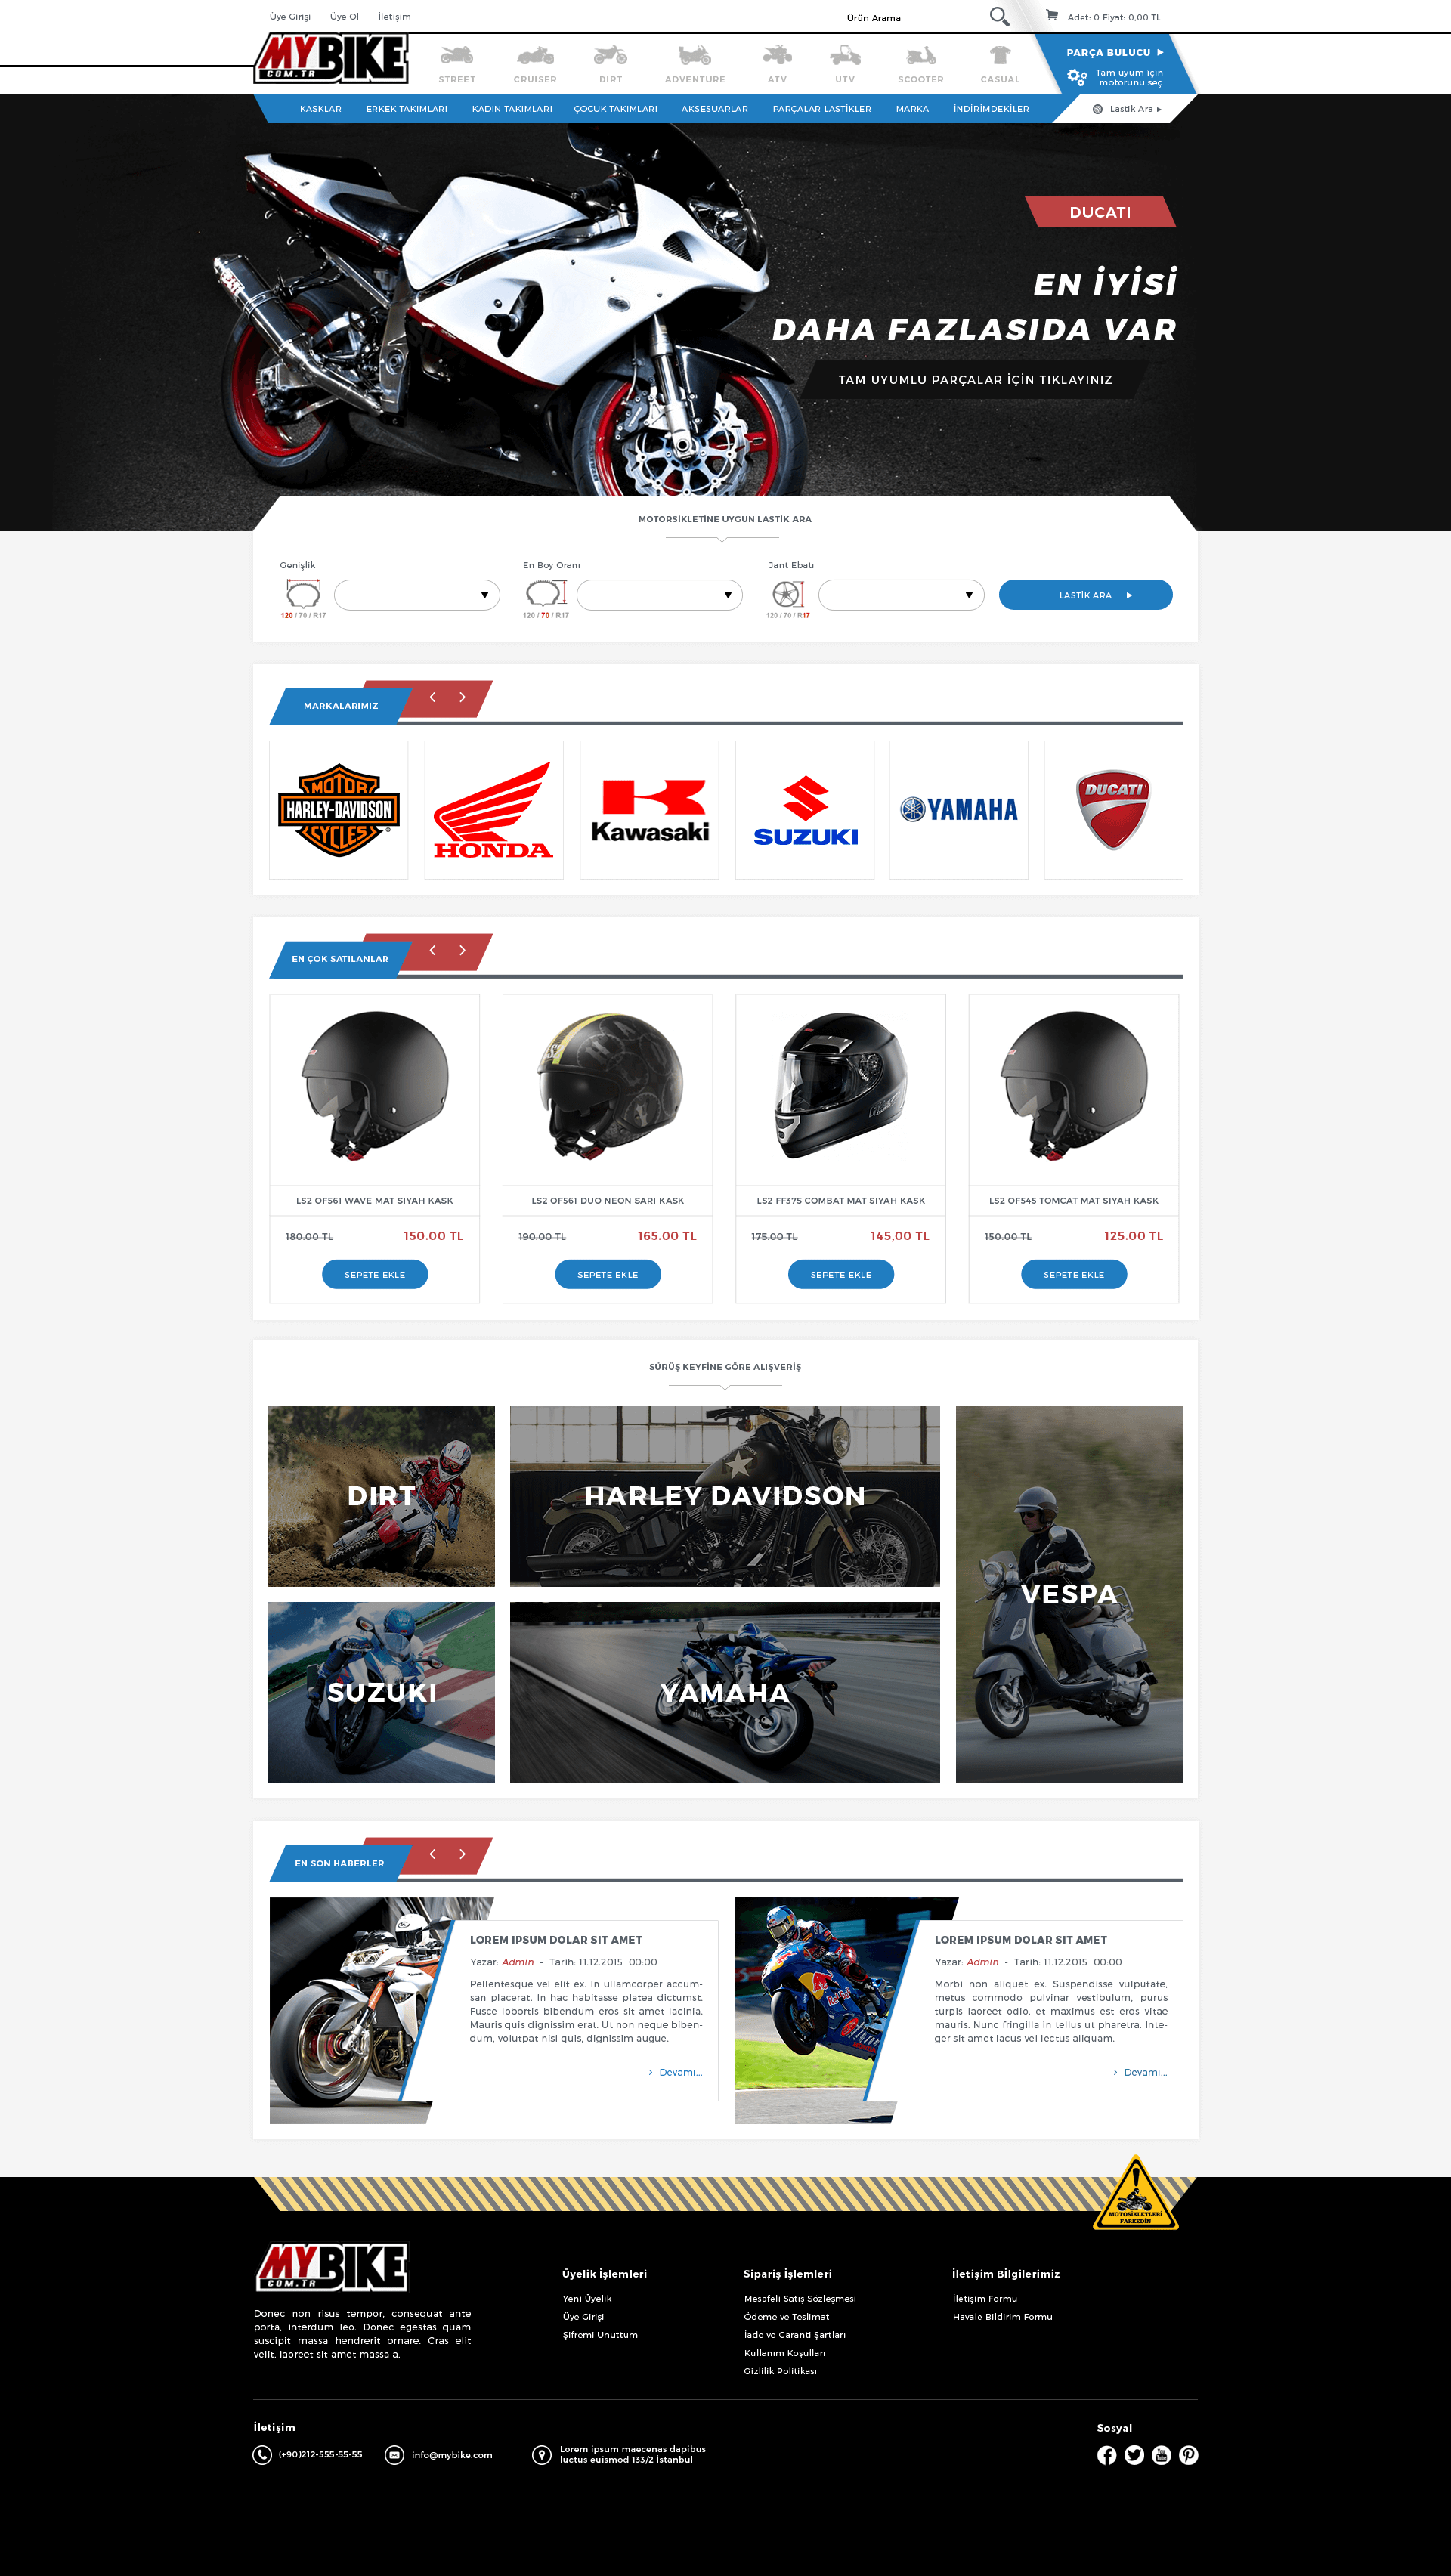 Üye Girişi Üye Ol İletişim
Ürün Arama
Adet: 0 Fiyat: 0,00 TL
MYBIKE
COM.TR
STREET CRUISER DIRT ADVENTURE ATV UTV SCOOTER CASUAL
PARÇA BULUCU
Tam uyum için
motorunu seç
KASKLAR ERKEK TAKIMLARI KADIN TAKIMLARI ÇOCUK TAKIMLARI AKSESUARLAR PARÇALAR LASTİKLER MARKA İNDİRİMDEKİLER
Lastik Ara
DUCATI
EN İYİSİ
DAHA FAZLASIDA VAR
TAM UYUMLU PARÇALAR İÇİN TIKLAYINIZ
MOTORSİKLETİNE UYGUN LASTİK ARA
Genişlik En Boy Oranı Jant Ebatı
LASTİK ARA
120 / 70 / R17 120 / 70 / R17 120 / 70 / R17
MARKALARIMIZ
MOTOR
HARLEY-DAVIDSON
CYCLES
HONDA
Kawasaki
SUZUKI
YAMAHA
DUCATI
EN ÇOK SATILANLAR
LS2 OF561 WAVE MAT SIYAH KASK LS2 OF561 DUO NEON SARI KASK LS2 FF375 COMBAT MAT SIYAH KASK LS2 OF545 TOMCAT MAT SIYAH KASK
180.00 TL 150.00 TL 190.00 TL 165.00 TL 175.00 TL 145,00 TL 150.00 TL 125.00 TL
SEPETE EKLE SEPETE EKLE SEPETE EKLE SEPETE EKLE
SÜRÜŞ KEYFİNE GÖRE ALIŞVERİŞ
DIRT
HARLEY DAVIDSON
VESPA
SUZUKI
YAMAHA
EN SON HABERLER
LOREM IPSUM DOLAR SIT AMET
Yazar: Admin - Tarih: 11.12.2015 00:00
Pellentesque vel elit ex. In ullamcorper accum-
san placerat. In hac habitasse platea dictumst.
Fusce lobortis bibendum eros sit amet lacinia.
Mauris quis dignissim erat. Ut non neque biben-
dum, volutpat nisl quis, dignissim augue.
Devamı...
LOREM IPSUM DOLAR SIT AMET
Yazar: Admin - Tarih: 11.12.2015 00:00
Morbi non aliquet ex. Suspendisse vulputate,
metus commodo pulvinar vestibulum, purus
turpis laoreet odio, et maximus est eros vitae
mauris. Nunc fringilla in tellus ut pharetra. Inte-
ger sit amet lacus vel lectus aliquam.
Devamı...
MOTOSİKLETLERİ
FARKEDİN
MYBIKE
COM.TR
Donec non risus tempor, consequat ante
porta, interdum leo. Donec egestas quam
suscipit massa hendrerit ornare. Cras elit
velit, laoreet sit amet massa a,
Üyelik İşlemleri
Yeni Üyelik
Üye Girişi
Şifremi Unuttum
Sipariş İşlemleri
Mesafeli Satış Sözleşmesi
Ödeme ve Teslimat
İade ve Garanti Şartları
Kullanım Koşulları
Gizlilik Politikası
İletişim Bİlgilerimiz
İletişim Formu
Havale Bildirim Formu
İletişim
(+90)212-555-55-55
info@mybike.com
Lorem ipsum maecenas dapibus
luctus euismod 133/2 İstanbul
Sosyal